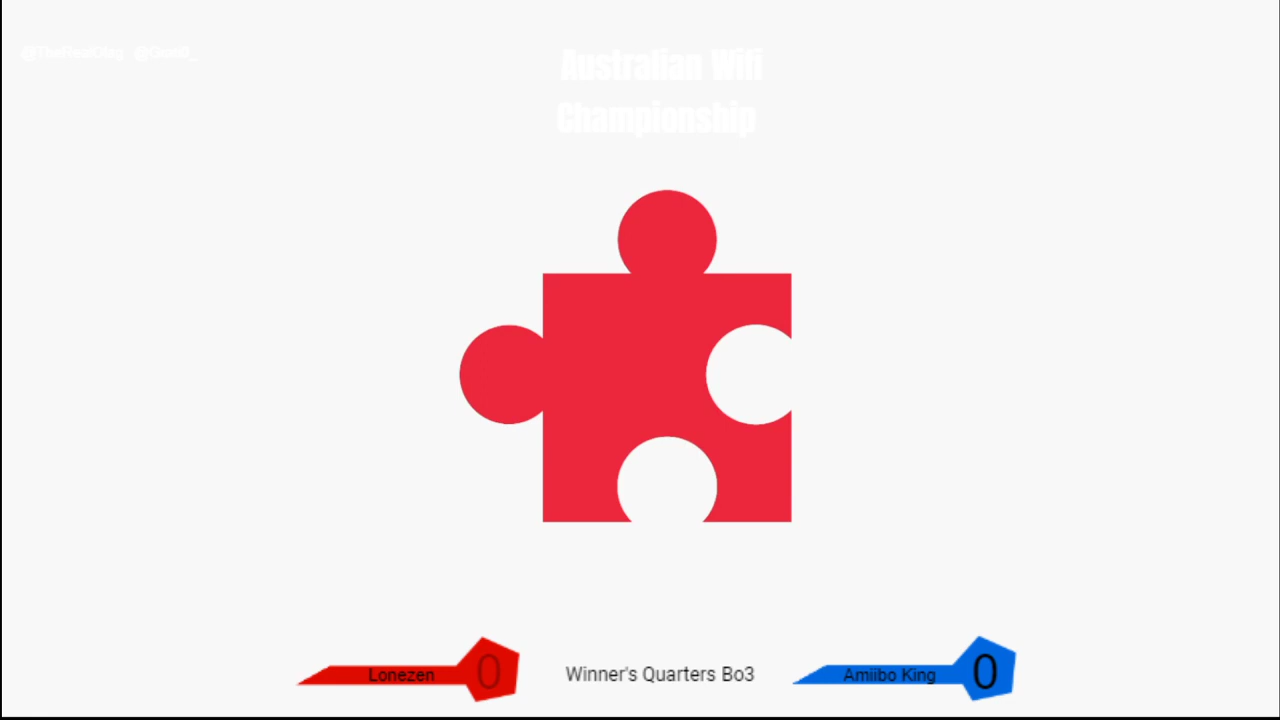 Australian Wifi
Championship
Lonezen 0
Winner's Quarters Bo3
Amiibo King 0